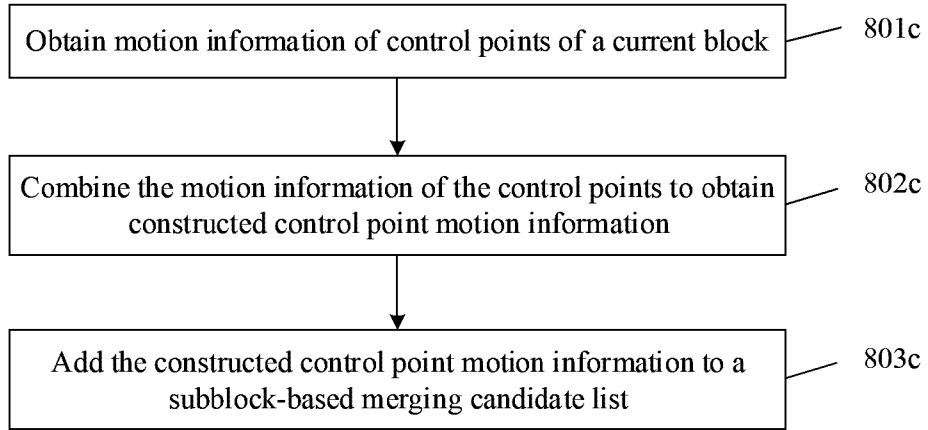 Obtain motion information of control points of a current block
801c
Combine the motion information of the control points to obtain
constructed control point motion information
802c
Add the constructed control point motion information to a
subblock-based merging candidate list
803c